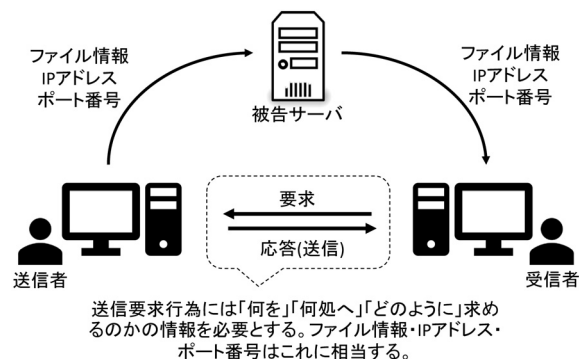 ファイル情報
IPアドレス
ポート番号
被告サーバ
ファイル情報
IPアドレス
ポート番号
要求
応答(送信)
送信者
受信者
送信要求行為には「何を」「何処へ」「どのように」求め
るのかの情報を必要とする。ファイル情報・IPアドレス・
ポート番号はこれに相当する。